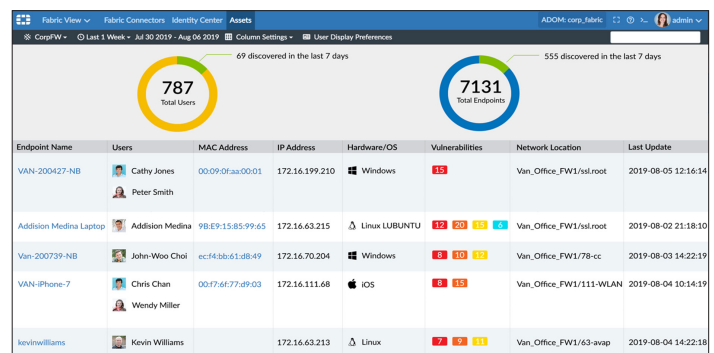 Fabric View Fabric Connectors Identity Center Assets ADOM: corp_fabric admin
CorpFW Last 1 Week Jul 30 2019 - Aug 06 2019 Column Settings User Display Preferences
69 discovered in the last 7 days
555 discovered in the last 7 days
787
Total Users
7131
Total Endpoints
Endpoint Name Users MAC Address IP Address Hardware/OS Vulnerabilities Network Location Last Update
VAN-200427-NB Cathy Jones 00:09:0f:aa:00:01 172.16.199.210 Windows 15 Van_Office_FW1/ssl.root 2019-08-05 12:16:14
Peter Smith
Addision Medina Laptop Addision Medina 9B:E9:15:85:99:65 172.16.63.215 Linux LUBUNTU 12 20 15 6 Van_Office_FW1/ssl.root 2019-08-02 21:18:10
Van-200739-NB John-Woo Choi ec:f4:bb:61:d8:49 172.16.70.204 Windows 8 10 12 Van_Office_FW1/78-cc 2019-08-03 14:22:19
VAN-iPhone-7 Chris Chan 00:f7:6f:77:d9:03 172.16.111.68 iOS 8 15 Van_Office_FW1/111-WLAN 2019-08-04 10:14:19
Wendy Miller
kevinwilliams Kevin Williams 172.16.63.213 Linux 7 9 11 Van_Office_FW1/63-avap 2019-08-04 14:22:18